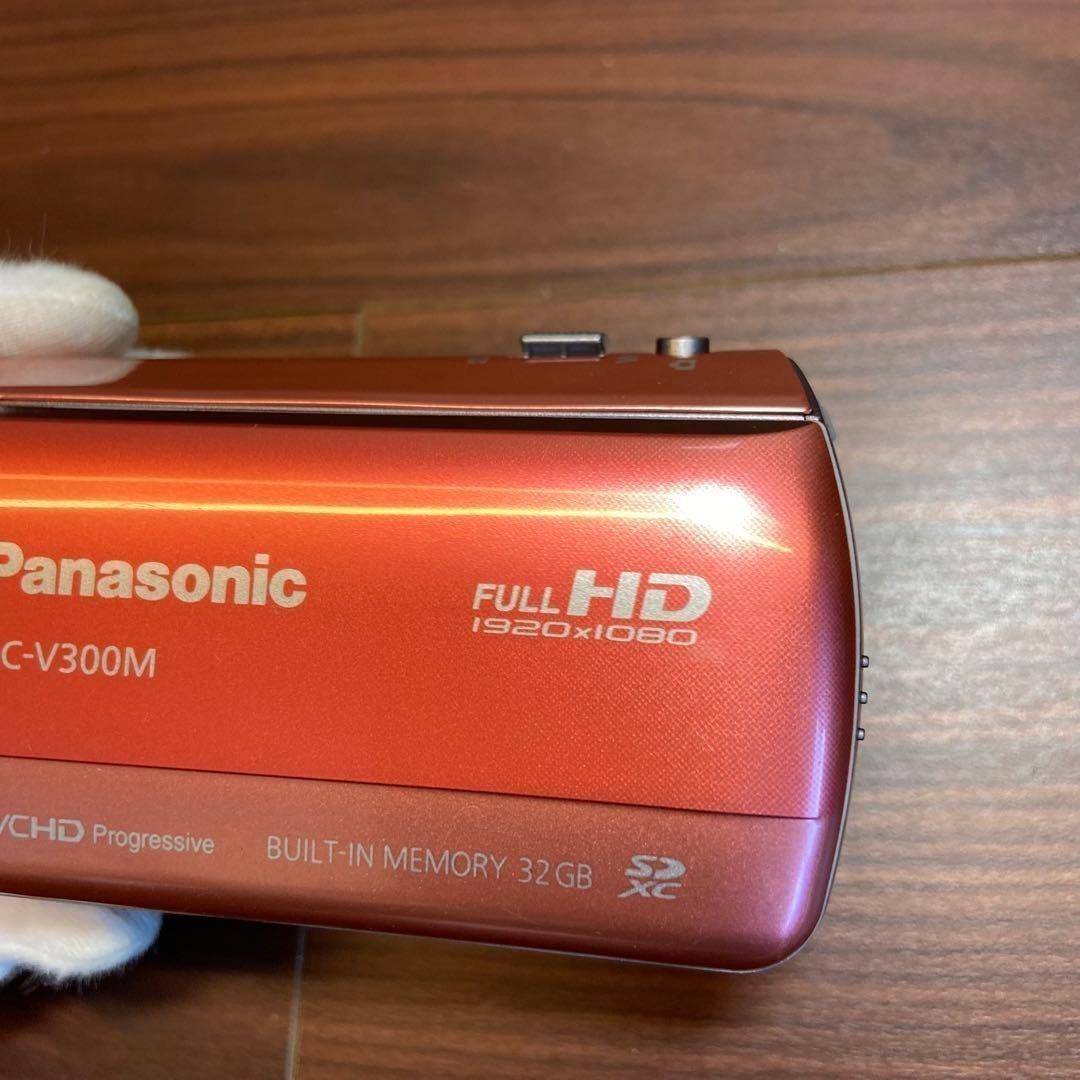 Panasonic
FULL HD
1920x1080
C-V300M
VCHD Progressive
BUILT-IN MEMORY 32GB
SD
XC